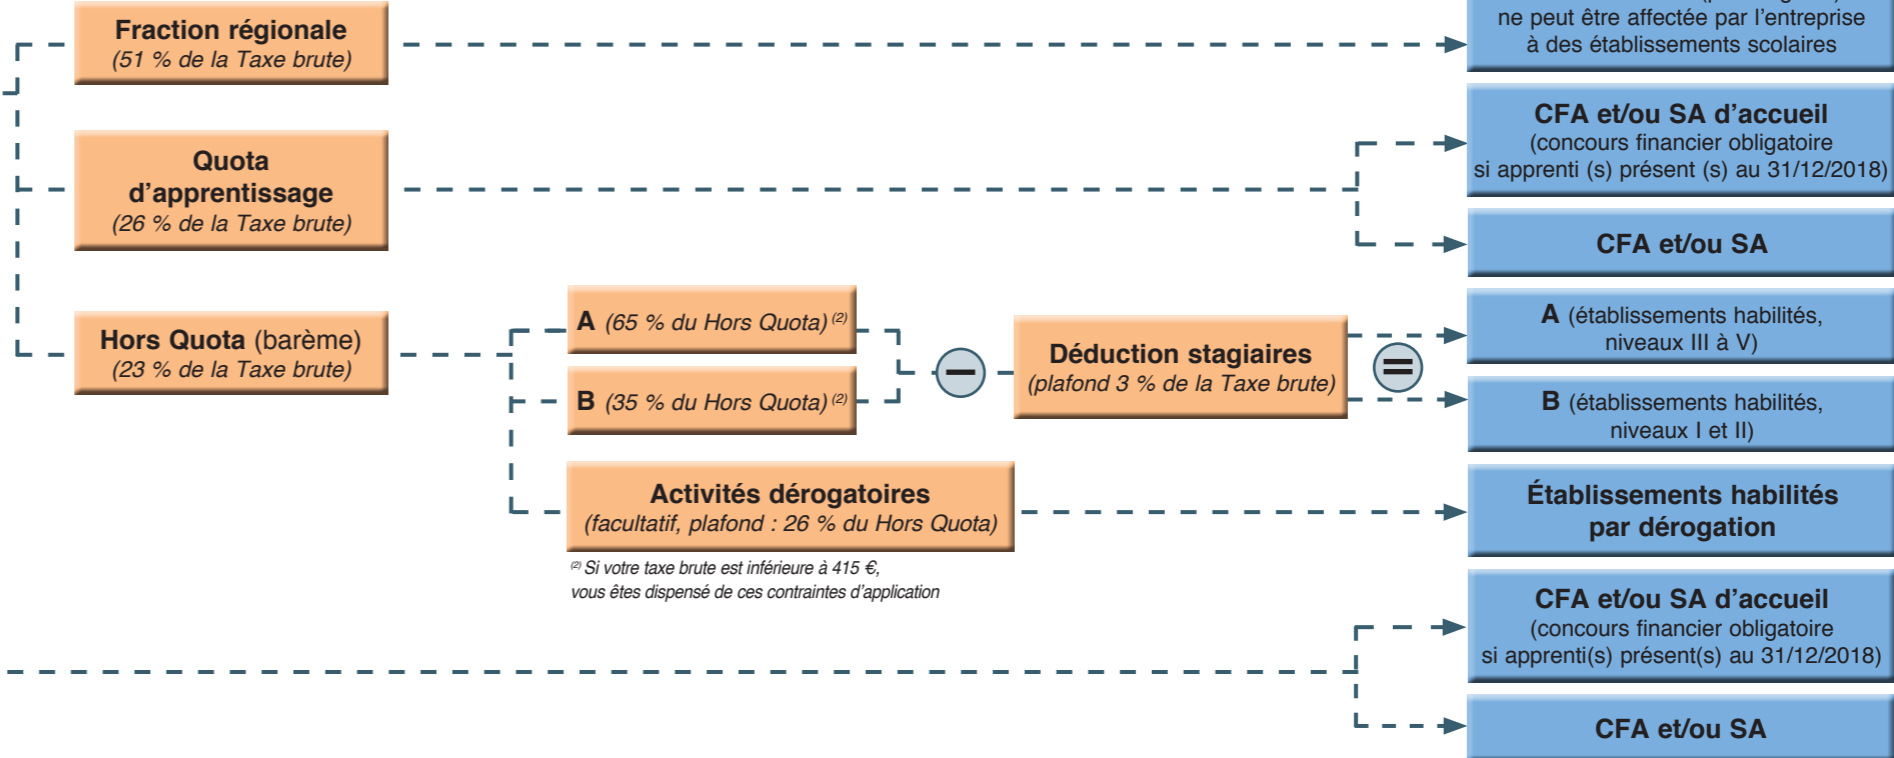 Fraction régionale
(51 % de la Taxe brute)
ne peut être affectée par l'entreprise
à des établissements scolaires
Quota
d'apprentissage
(26 % de la Taxe brute)
CFA et/ou SA d'accueil
(concours financier obligatoire
si apprenti (s) présent (s) au 31/12/2018)
CFA et/ou SA
Hors Quota (barème)
(23 % de la Taxe brute)
A (65 % du Hors Quota) (2)
B (35 % du Hors Quota) (2)
−
Déduction stagiaires
(plafond 3 % de la Taxe brute)
=
A (établissements habilités,
niveaux III à V)
B (établissements habilités,
niveaux I et II)
Activités dérogatoires
(facultatif, plafond : 26 % du Hors Quota)
Établissements habilités
par dérogation
(2) Si votre taxe brute est inférieure à 415 €,
vous êtes dispensé de ces contraintes d'application
CFA et/ou SA d'accueil
(concours financier obligatoire
si apprenti(s) présent(s) au 31/12/2018)
CFA et/ou SA